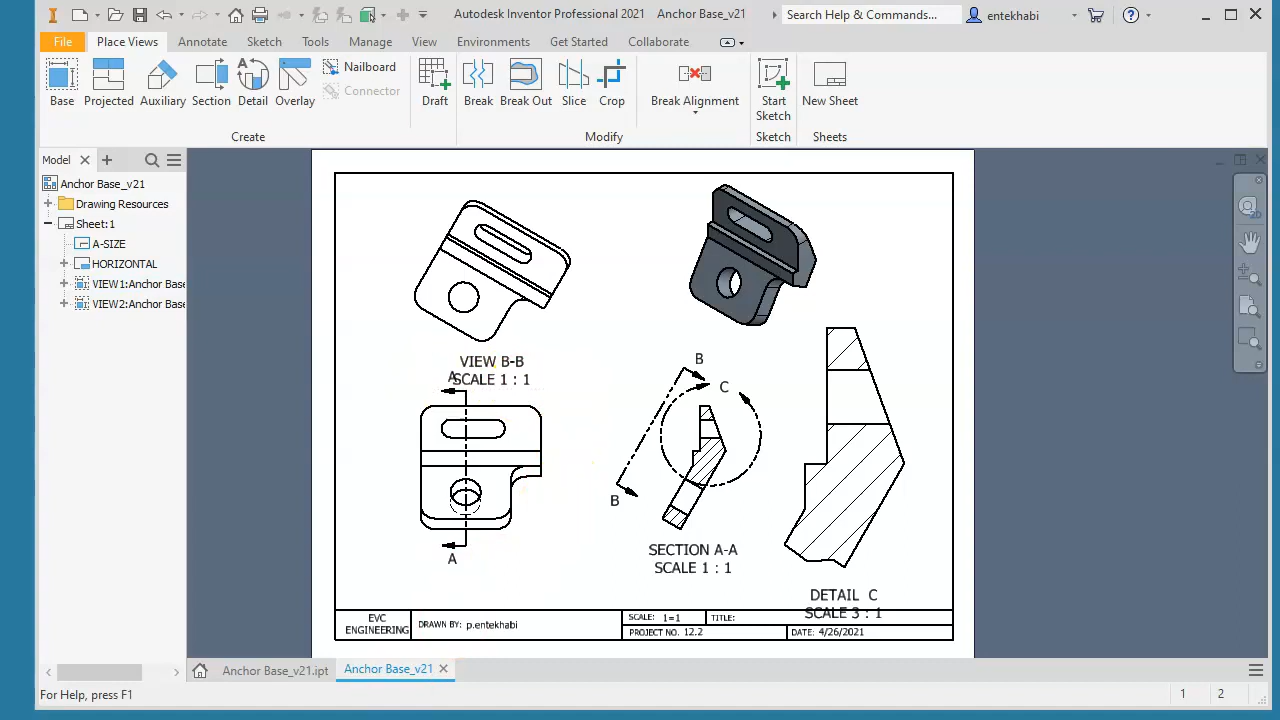 Autodesk Inventor Professional 2021 Anchor Base_v21
Search Help & Commands...
entekhabi
File Place Views Annotate Sketch Tools Manage View Environments Get Started Collaborate
Base Projected Auxiliary Section Detail Overlay
Nailboard
Connector
Draft Break Break Out Slice Crop Break Alignment
Start
Sketch
New Sheet
Create Modify Sketch Sheets
Model
Anchor Base_v21
Drawing Resources
Sheet:1
A-SIZE
HORIZONTAL
VIEW1:Anchor Base
VIEW2:Anchor Base
VIEW B-B
SCALE 1 : 1
A
A
B
B
C
SECTION A-A
SCALE 1 : 1
DETAIL C
SCALE 3 : 1
EVC
ENGINEERING
DRAWN BY: p.entekhabi
SCALE: 1=1
TITLE:
PROJECT NO. 12.2
DATE: 4/26/2021
Anchor Base_v21.ipt
Anchor Base_v21
For Help, press F1
1 2